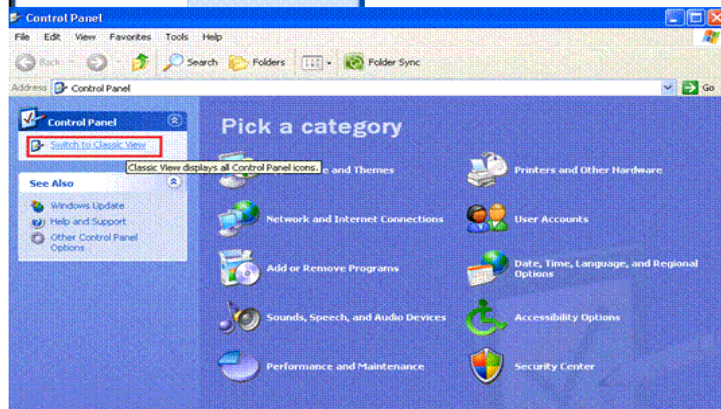 Control Panel
File Edit View Favorites Tools Help
Back Search Folders Folder Sync
Address Control Panel Go
Control Panel
Switch to Classic View
Classic View displays all Control Panel icons.
See Also
Windows Update
Help and Support
Other Control Panel
Options
Pick a category
e and Themes
Printers and Other Hardware
Network and Internet Connections
User Accounts
Add or Remove Programs
Date, Time, Language, and Regional
Options
Sounds, Speech, and Audio Devices
Accessibility Options
Performance and Maintenance
Security Center